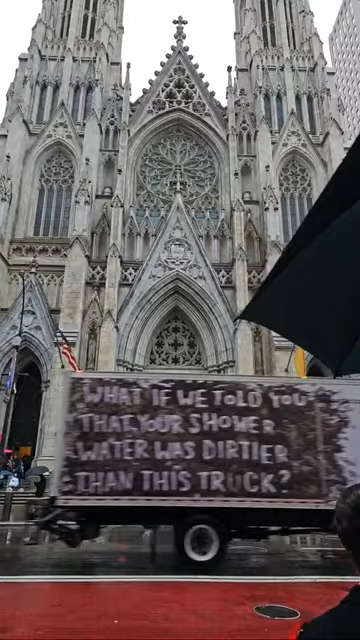 WHAT IF WE TOLD YOU
THAT YOUR SHOWER
WATER WAS DIRTIER
THAN THIS TRUCK?